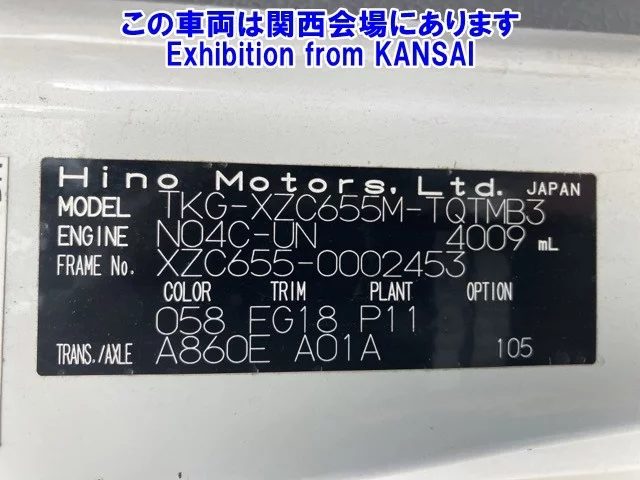 この車両は関西会場にあります
Exhibition from KANSAI
Hino Motors, Ltd. JAPAN
MODEL TKG-XZC655M-TQTMB3
ENGINE N04C-UN 4009 mL
FRAME No. XZC655-0002453
COLOR TRIM PLANT OPTION
058 FG18 P11
TRANS./AXLE A860E A01A 105